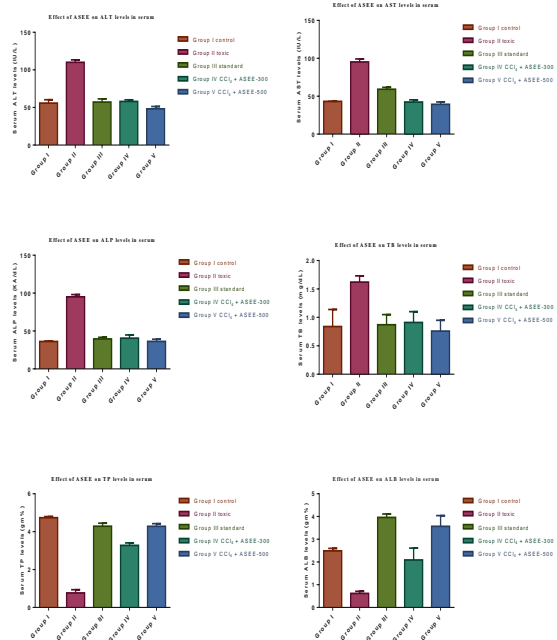 Effect of ASEE on ALT levels in serum
Serum ALT levels (IU/L)
150
100
50
0
Group I
Group II
Group III
Group IV
Group V
Group I control
Group II toxic
Group III standard
Group IV CCl₄ + ASEE-300
Group V CCl₄ + ASEE-500
Effect of ASEE on AST levels in serum
Serum AST levels (IU/L)
150
100
50
0
Group I
Group II
Group III
Group IV
Group V
Group I control
Group II toxic
Group III standard
Group IV CCl₄ + ASEE-300
Group V CCl₄ + ASEE-500
Effect of ASEE on ALP levels in serum
Serum ALP levels (KA/dL)
150
100
50
0
Group I
Group II
Group III
Group IV
Group V
Group I control
Group II toxic
Group III standard
Group IV CCl₄ + ASEE-300
Group V CCl₄ + ASEE-500
Effect of ASEE on TB levels in serum
Serum TB levels (mg/dL)
2.0
1.5
1.0
0.5
0.0
Group I
Group II
Group III
Group IV
Group V
Group I control
Group II toxic
Group III standard
Group IV CCl₄ + ASEE-300
Group V CCl₄ + ASEE-500
Effect of ASEE on TP levels in serum
Serum TP levels (gm%)
6
4
2
0
Group I
Group II
Group III
Group IV
Group V
Group I control
Group II toxic
Group III standard
Group IV CCl₄ + ASEE-300
Group V CCl₄ + ASEE-500
Effect of ASEE on ALB levels in serum
Serum ALB levels (gm%)
5
4
3
2
1
0
Group I
Group II
Group III
Group IV
Group V
Group I control
Group II toxic
Group III standard
Group IV CCl₄ + ASEE-300
Group V CCl₄ + ASEE-500